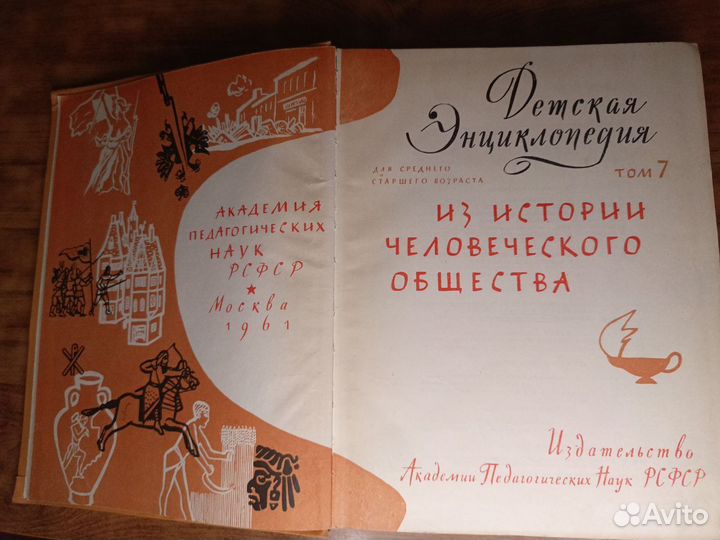 АКАДЕМИЯ
ПЕДАГОГИЧЕСКИХ
НАУК
РСФСР
Москва
1961
Детская
Энциклопедия
ДЛЯ СРЕДНЕГО
И
СТАРШЕГО ВОЗРАСТА
ТОМ 7
ИЗ ИСТОРИИ
ЧЕЛОВЕЧЕСКОГО
ОБЩЕСТВА
Издательство
Академии Педагогических Наук РСФСР
Avito